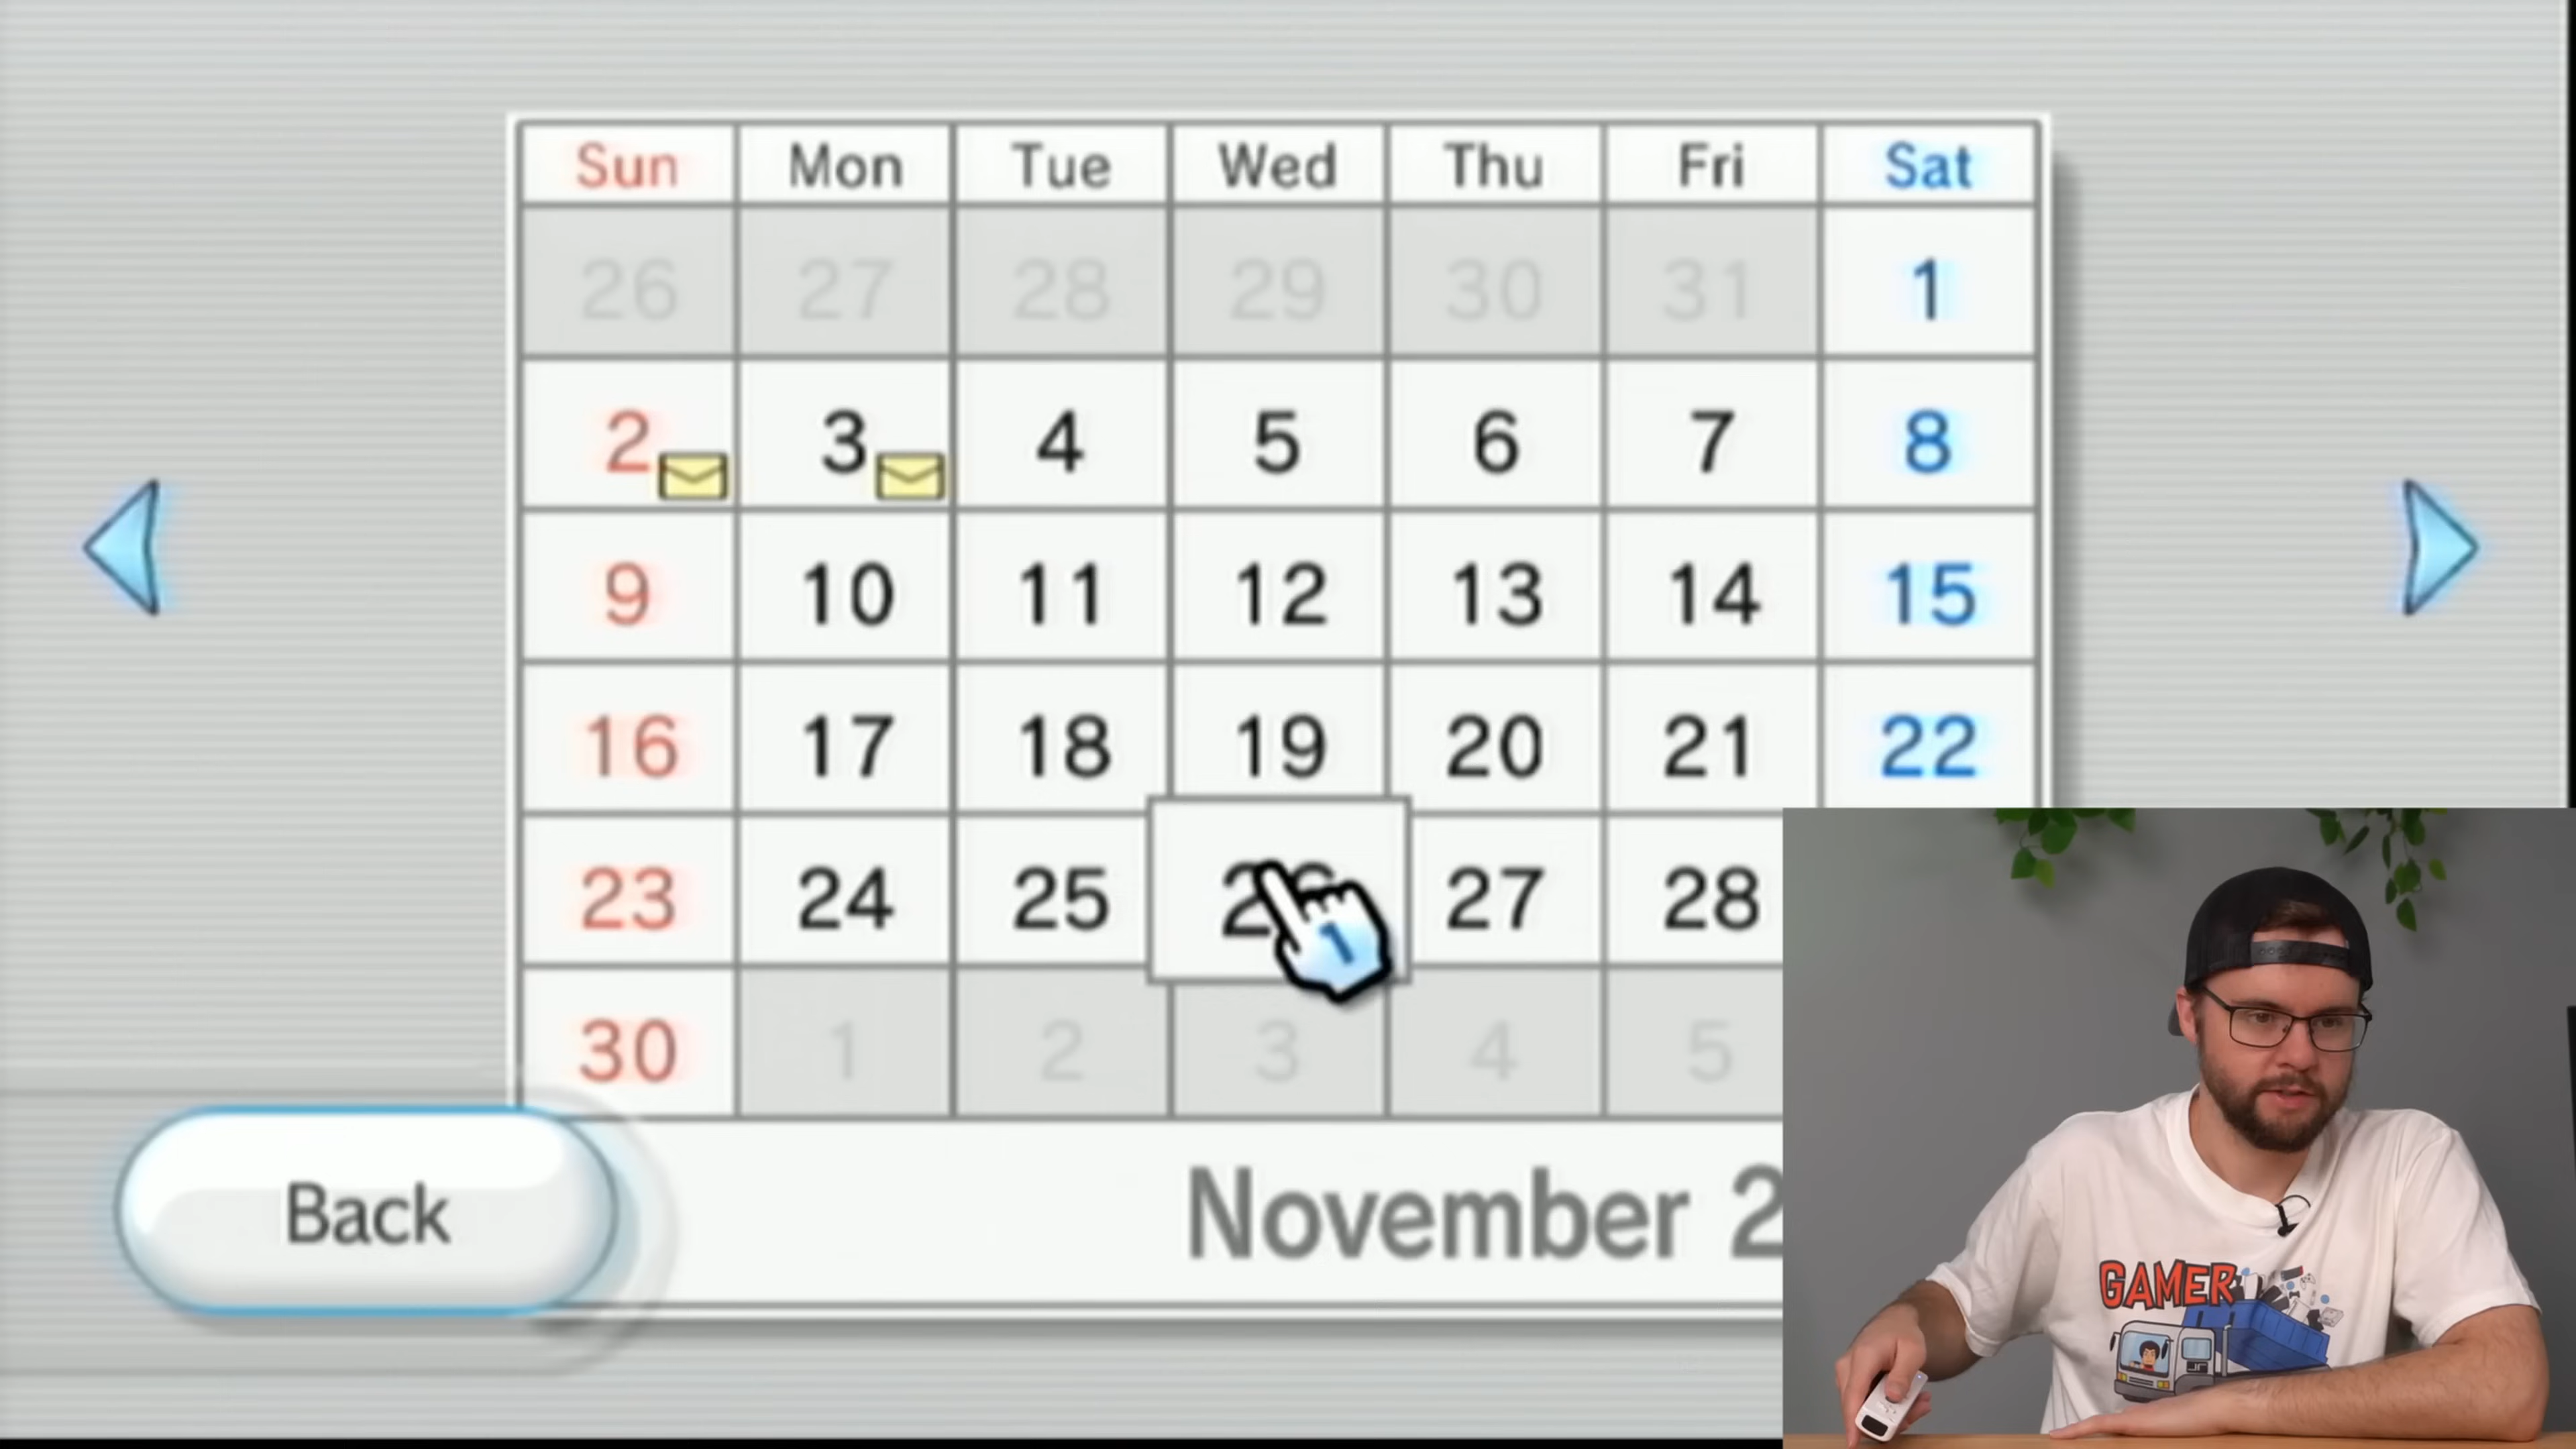 Sun Mon Tue Wed Thu Fri Sat
26 27 28 29 30 31 1
2 3 4 5 6 7 8
9 10 11 12 13 14 15
16 17 18 19 20 21 22
23 24 25 27 28
30 1 2 3 4 5
November 2
Back
1
GAMER